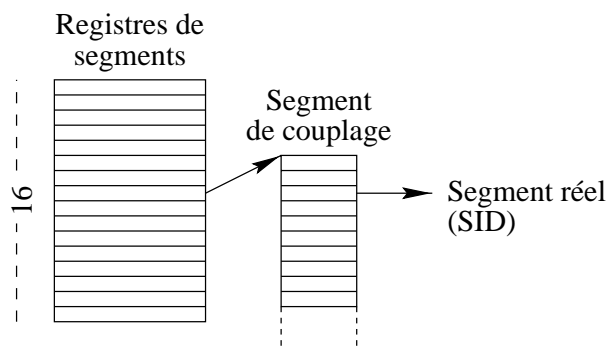 Registres de
segments
Segment
de couplage
16
Segment réel
(SID)